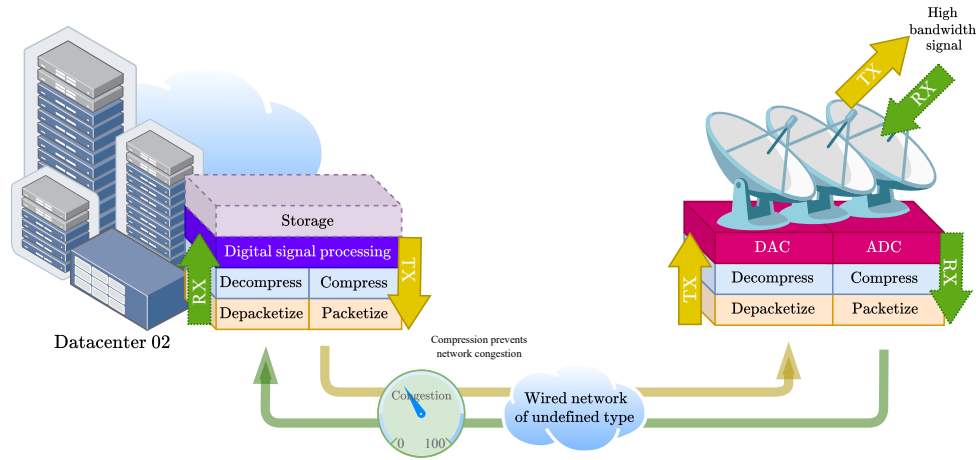 High
bandwidth
signal
TX
RX
Storage
Digital signal processing
Decompress
Compress
Depacketize
Packetize
RX
TX
DAC
ADC
Decompress
Compress
Depacketize
Packetize
TX
RX
Datacenter 02
Compression prevents
network congestion
Congestion
0
100
Wired network
of undefined type